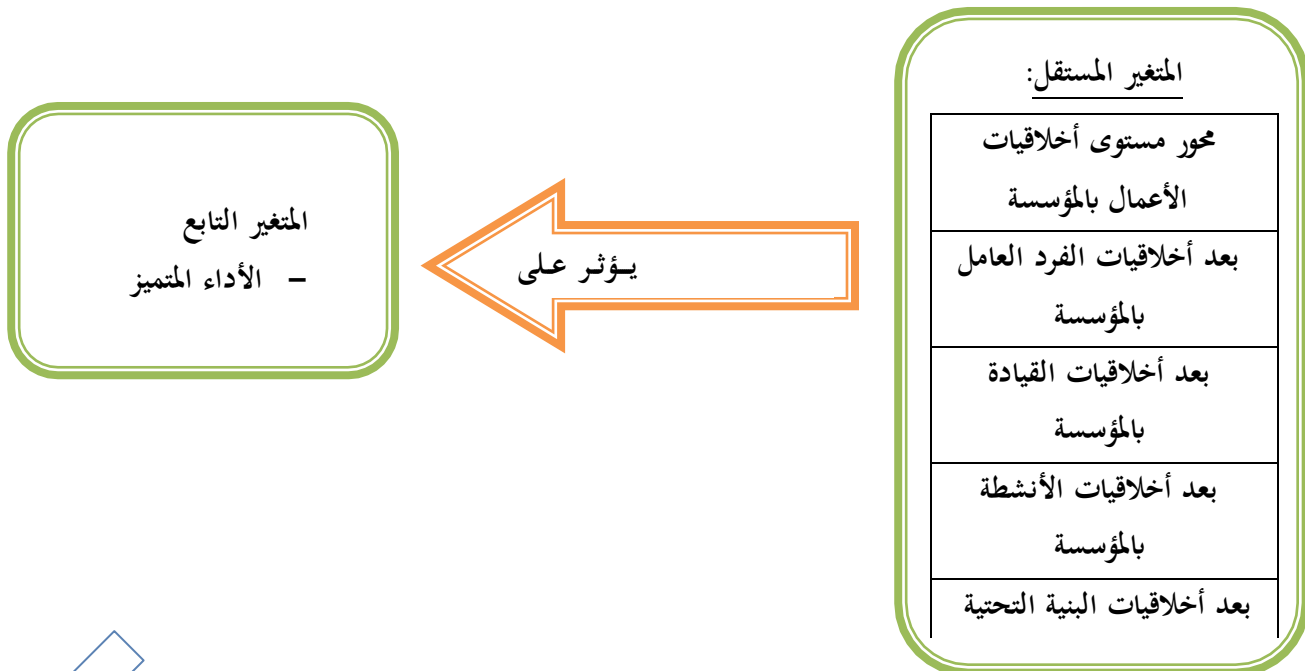 المتغير المستقل:
محور مستوى أخلاقيات
الأعمال بالمؤسسة
بعد أخلاقيات الفرد العامل
بالمؤسسة
بعد أخلاقيات القيادة
بالمؤسسة
بعد أخلاقيات الأنشطة
بالمؤسسة
بعد أخلاقيات البنية التحتية
يـؤثـر عـلى
المتغير التابع
– الأداء المتميز